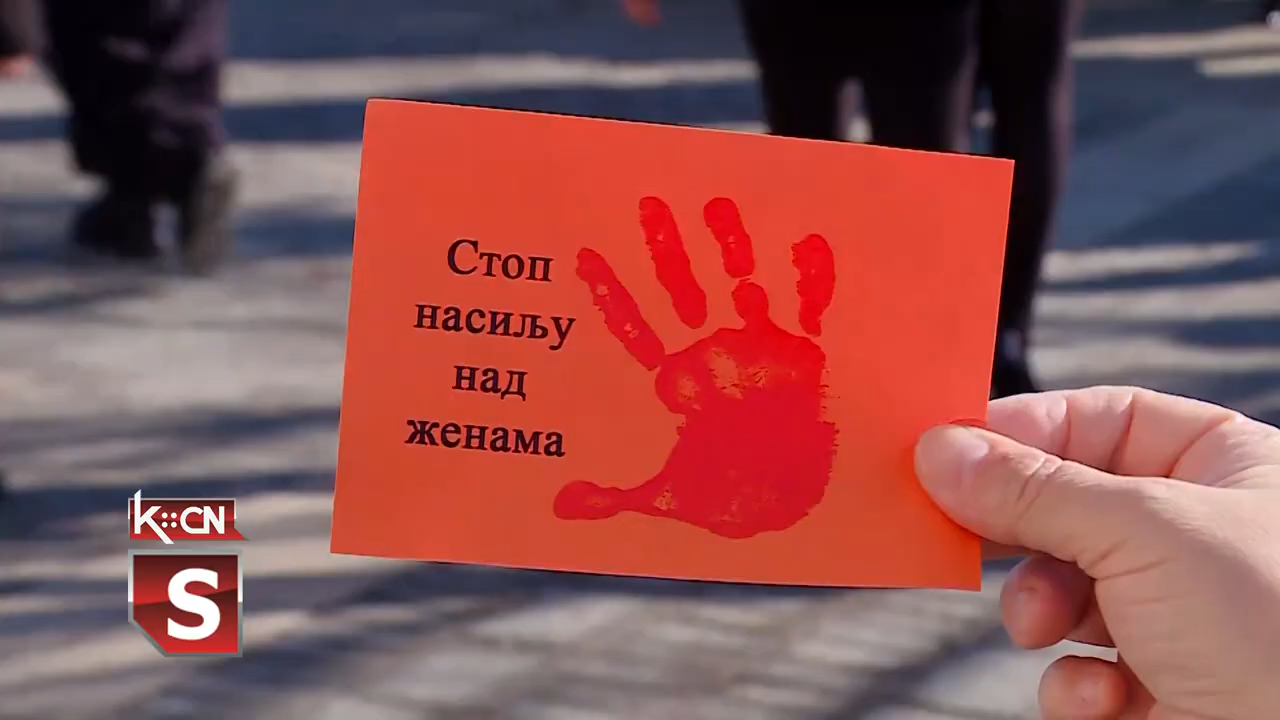 Стоп
насиљу
над
женама
K::CN
S